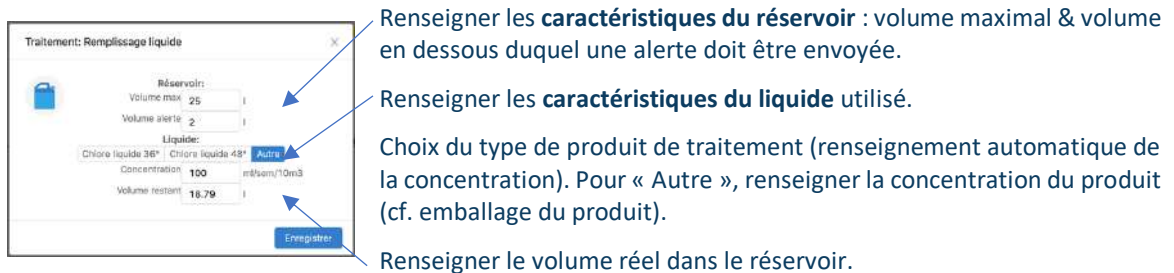 Traitement: Remplissage liquide
Réservoir:
Volume max 25 l
Volume alerte 2 l
Liquide:
Chlore liquide 36° Chlore liquide 48° Autre
Concentration 100 ml/sem/10m3
Volume restant 18.79 l
Enregistrer
Renseigner les caractéristiques du réservoir : volume maximal & volume
en dessous duquel une alerte doit être envoyée.
Renseigner les caractéristiques du liquide utilisé.
Choix du type de produit de traitement (renseignement automatique de
la concentration). Pour « Autre », renseigner la concentration du produit
(cf. emballage du produit).
Renseigner le volume réel dans le réservoir.